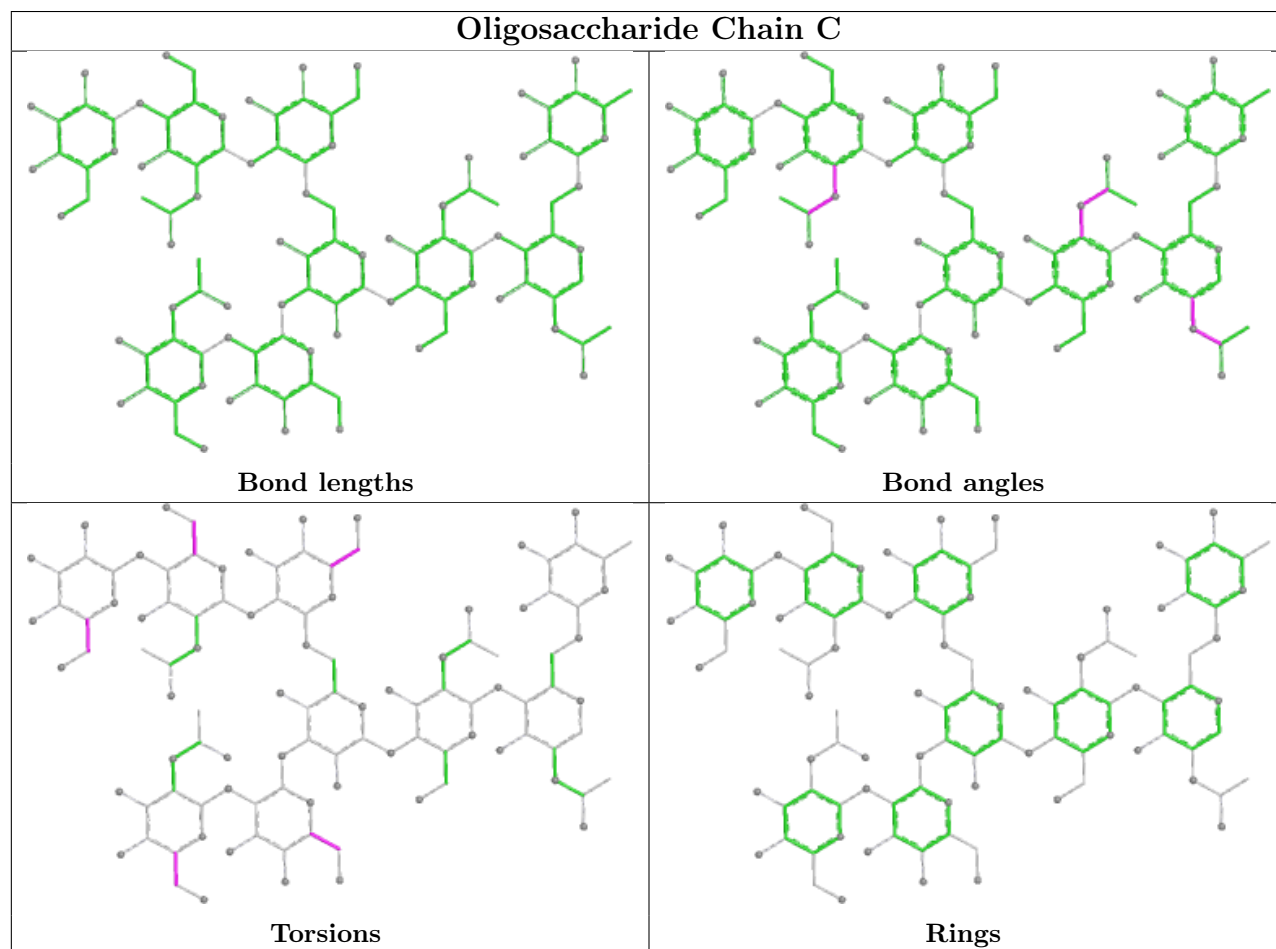 Oligosaccharide Chain C
Bond lengths
Bond angles
Torsions
Rings